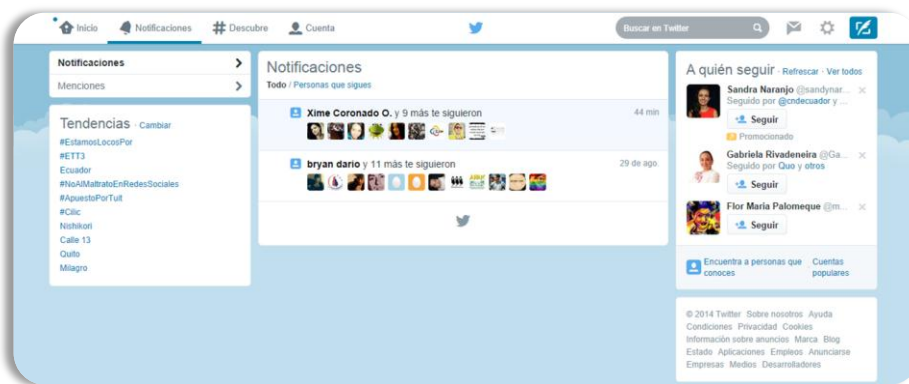 Inicio Notificaciones Descubre Cuenta Buscar en Twitter
Notificaciones
Menciones
Tendencias · Cambiar
#EstamosLocosPor
#ETT3
Ecuador
#NoAlMaltratoEnRedesSociales
#ApuestoPorTuit
#Cilic
Nishikori
Calle 13
Quito
Milagro
Notificaciones
Todo / Personas que sigues
Xime Coronado O. y 9 más te siguieron 44 min
bryan dario y 11 más te siguieron 29 de ago.
A quién seguir · Refrescar · Ver todos
Sandra Naranjo @sandynar...
Seguido por @cndecuador y ...
Seguir
Promocionado
Gabriela Rivadeneira @Ga...
Seguido por Quo y otros
Seguir
Flor Maria Palomeque @m...
Seguir
Encuentra a personas que conoces · Cuentas populares
© 2014 Twitter Sobre nosotros Ayuda
Condiciones Privacidad Cookies
Información sobre anuncios Marca Blog
Estado Aplicaciones Empleos Anunciarse
Empresas Medios Desarrolladores